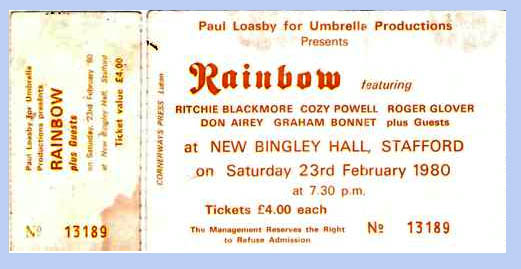 Paul Loasby for Umbrella
Productions presents
RAINBOW
plus Guests
on Saturday, 23rd February '80
at New Bingley Hall, Stafford
Ticket value £4.00
No 13189
CORNERWAYS PRESS Luton
Paul Loasby for Umbrella Productions
Presents
Rainbow featuring
RITCHIE BLACKMORE COZY POWELL ROGER GLOVER
DON AIREY GRAHAM BONNET plus Guests
at NEW BINGLEY HALL, STAFFORD
on Saturday 23rd February 1980
at 7.30 p.m.
Tickets £4.00 each
The Management Reserves the Right
to Refuse Admission
No 13189